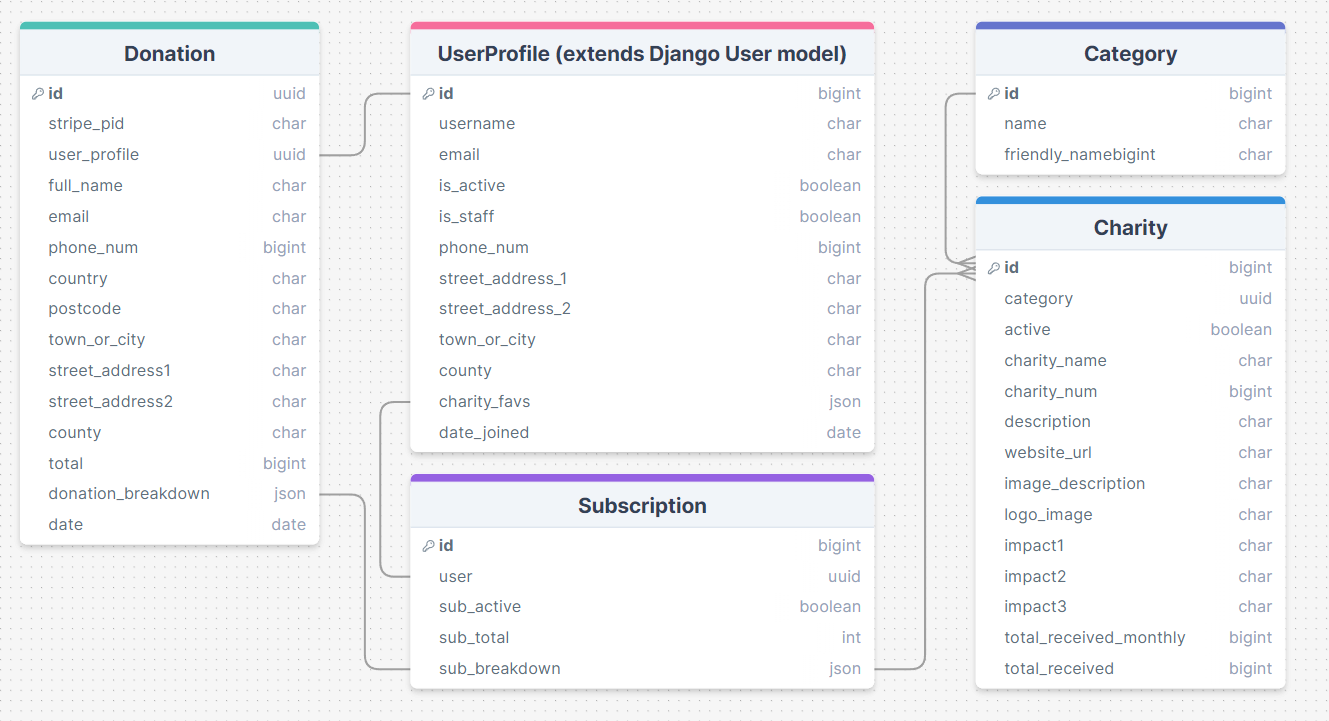 Donation
id uuid
stripe_pid char
user_profile uuid
full_name char
email char
phone_num bigint
country char
postcode char
town_or_city char
street_address1 char
street_address2 char
county char
total bigint
donation_breakdown json
date date
UserProfile (extends Django User model)
id bigint
username char
email char
is_active boolean
is_staff boolean
phone_num bigint
street_address_1 char
street_address_2 char
town_or_city char
county char
charity_favs json
date_joined date
Subscription
id bigint
user uuid
sub_active boolean
sub_total int
sub_breakdown json
Category
id bigint
name char
friendly_namebigint char
Charity
id bigint
category uuid
active boolean
charity_name char
charity_num bigint
description char
website_url char
image_description char
logo_image char
impact1 char
impact2 char
impact3 char
total_received_monthly bigint
total_received bigint